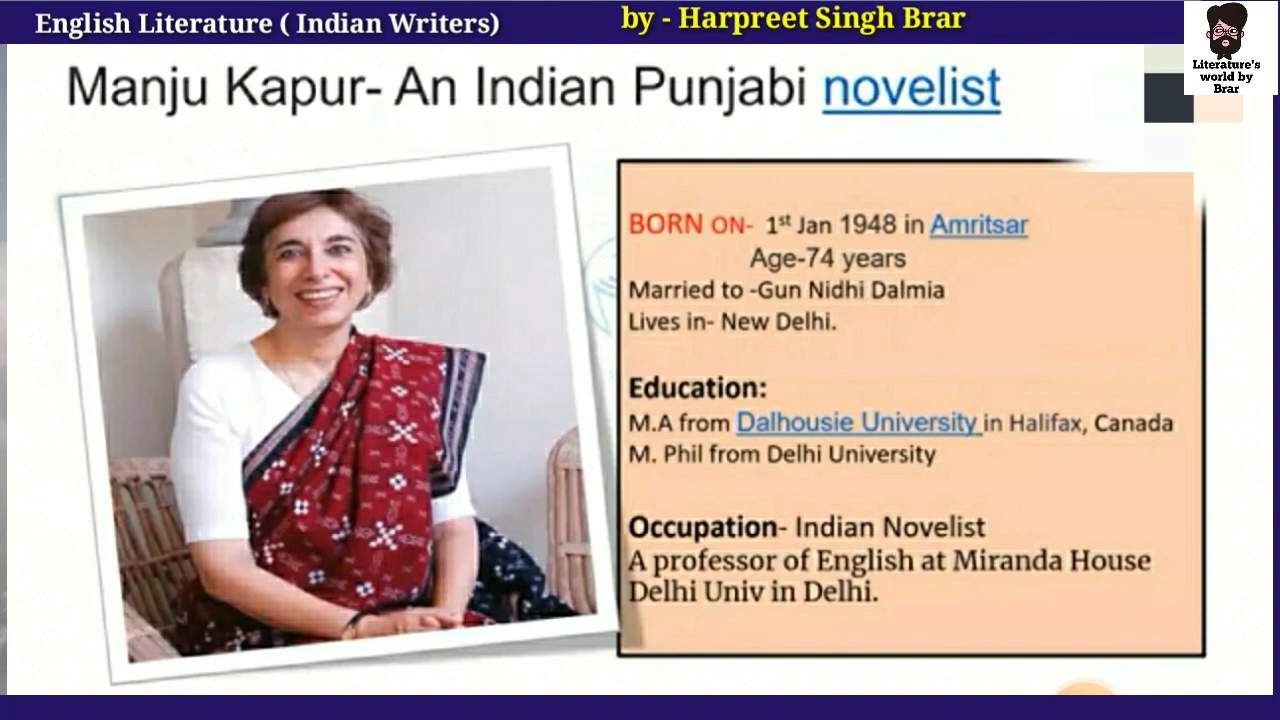 English Literature ( Indian Writers)
by - Harpreet Singh Brar
Literature's
world by
Brar
Manju Kapur- An Indian Punjabi novelist
BORN ON- 1st Jan 1948 in Amritsar
Age-74 years
Married to -Gun Nidhi Dalmia
Lives in- New Delhi.
Education:
M.A from Dalhousie University in Halifax, Canada
M. Phil from Delhi University
Occupation- Indian Novelist
A professor of English at Miranda House
Delhi Univ in Delhi.